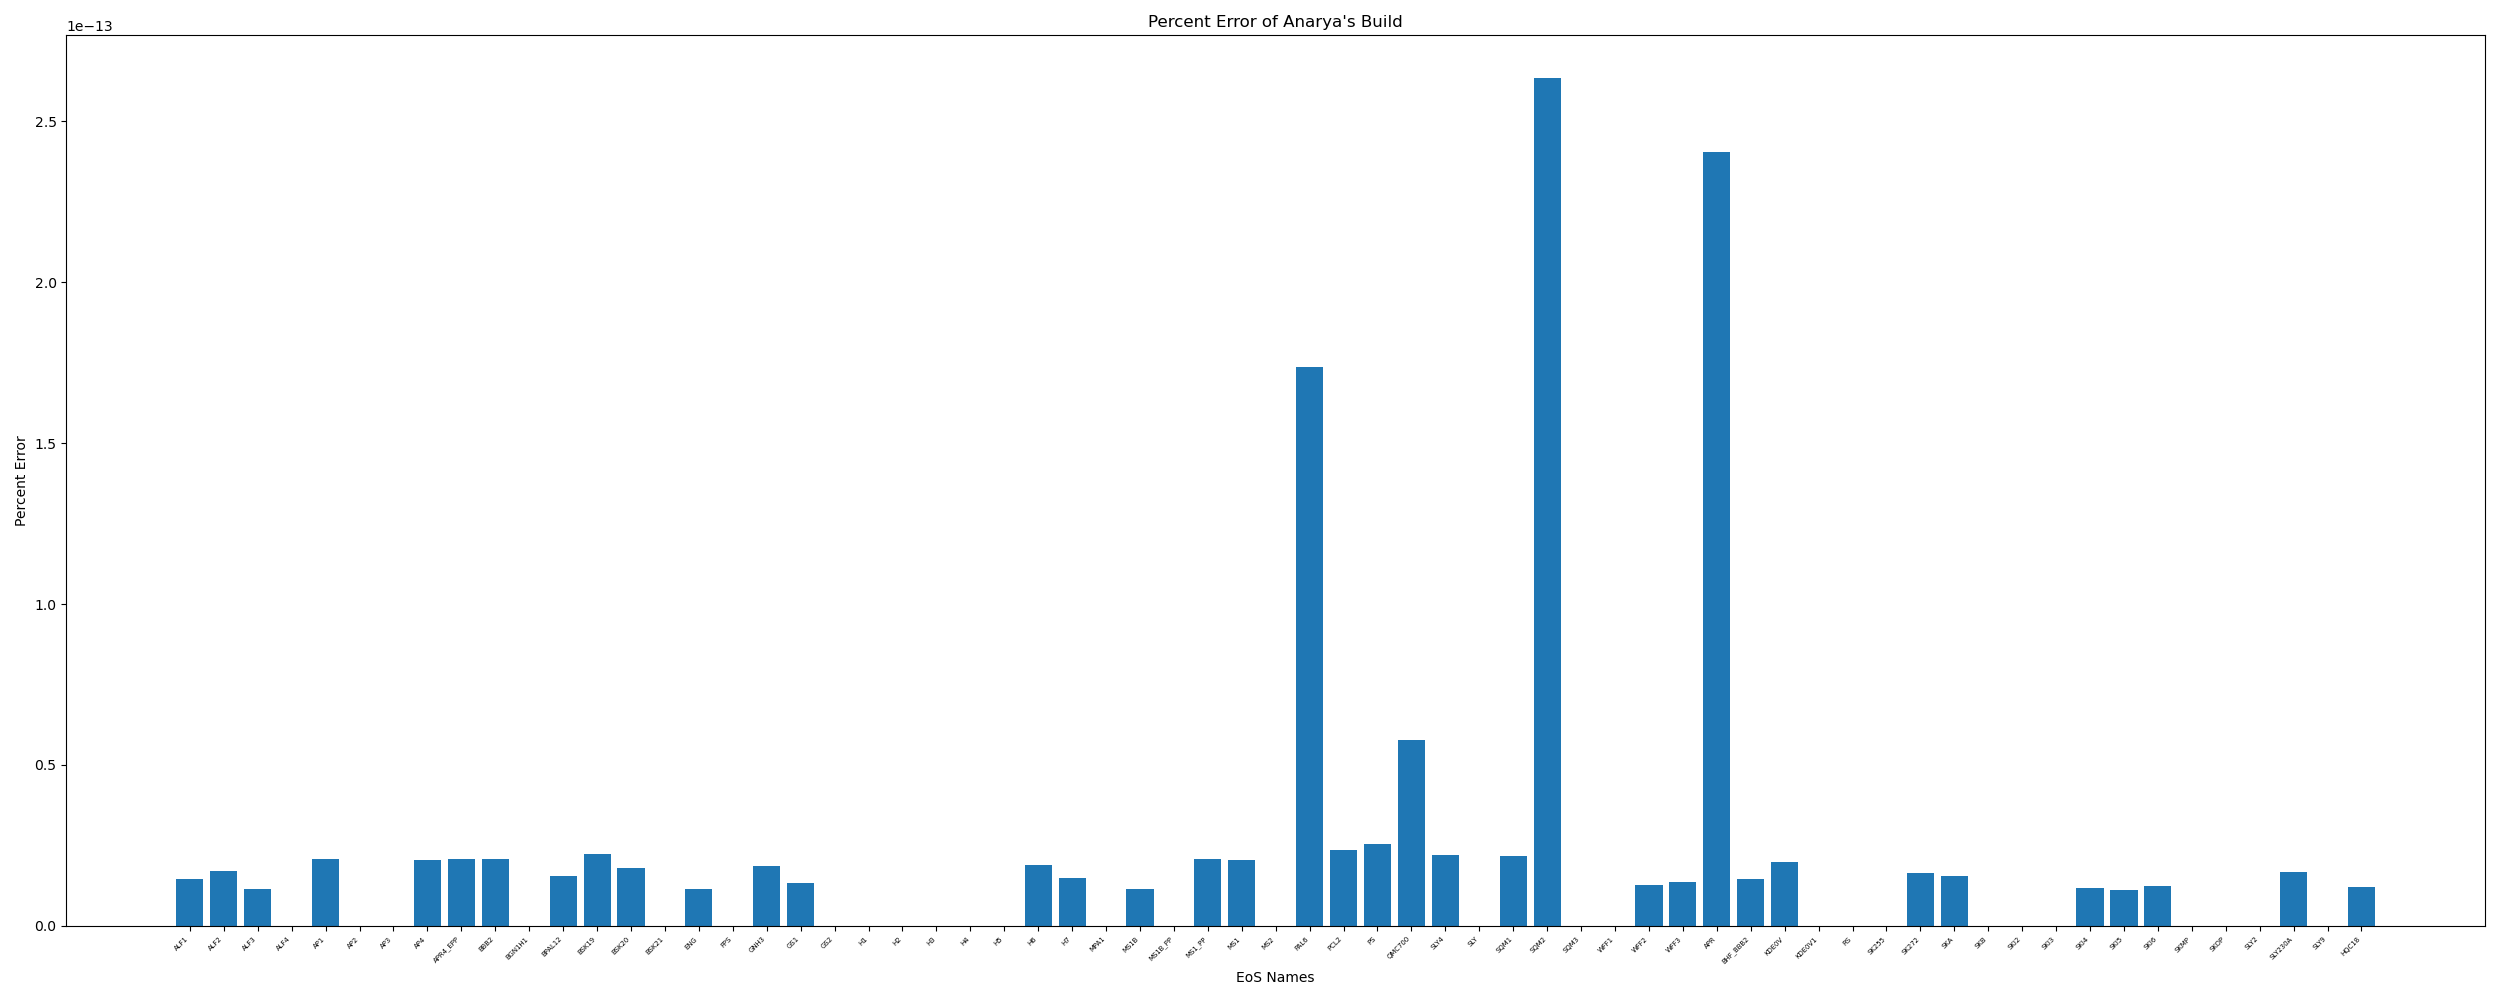 Percent Error of Anarya's Build
1e−13
Percent Error
2.5
2.0
1.5
1.0
0.5
0.0
ALF1
ALF2
ALF3
ALF4
AP1
AP2
AP3
AP4
APR4_EPP
BBB2
BGN1H1
BPAL12
BSK19
BSK20
BSK21
ENG
FPS
GNH3
GS1
GS2
H1
H2
H3
H4
H5
H6
H7
MPA1
MS1B
MS1B_PP
MS1_PP
MS1
MS2
PAL6
PCL2
PS
QMC700
SLY4
SLY
SQM1
SQM2
SQM3
WFF1
WFF2
WFF3
APR
BHF_BBB2
KDE0V
KDE0V1
RS
SK255
SK272
SKA
SKB
SKI2
SKI3
SKI4
SKI5
SKI6
SKMP
SKOP
SLY2
SLY230A
SLY9
HQC18
EoS Names